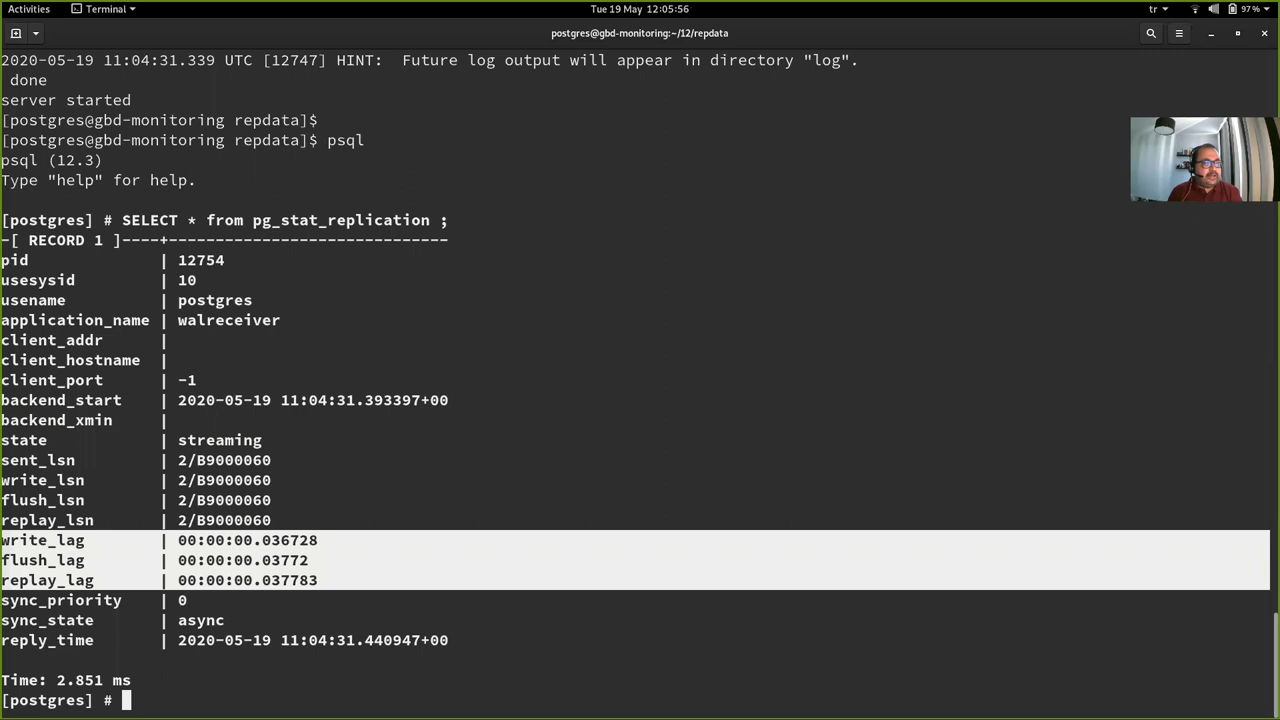 Activities Terminal Tue 19 May 12:05:56 tr 97%
postgres@gbd-monitoring:~/12/repdata
2020-05-19 11:04:31.339 UTC [12747] HINT:  Future log output will appear in directory "log".
 done
server started
[postgres@gbd-monitoring repdata]$
[postgres@gbd-monitoring repdata]$ psql
psql (12.3)
Type "help" for help.
[postgres] # SELECT * from pg_stat_replication ;
-[ RECORD 1 ]----+------------------------------
pid              | 12754
usesysid         | 10
usename          | postgres
application_name | walreceiver
client_addr      |
client_hostname  |
client_port      | -1
backend_start    | 2020-05-19 11:04:31.393397+00
backend_xmin     |
state            | streaming
sent_lsn         | 2/B9000060
write_lsn        | 2/B9000060
flush_lsn        | 2/B9000060
replay_lsn       | 2/B9000060
write_lag        | 00:00:00.036728
flush_lag        | 00:00:00.03772
replay_lag       | 00:00:00.037783
sync_priority    | 0
sync_state       | async
reply_time       | 2020-05-19 11:04:31.440947+00
Time: 2.851 ms
[postgres] #